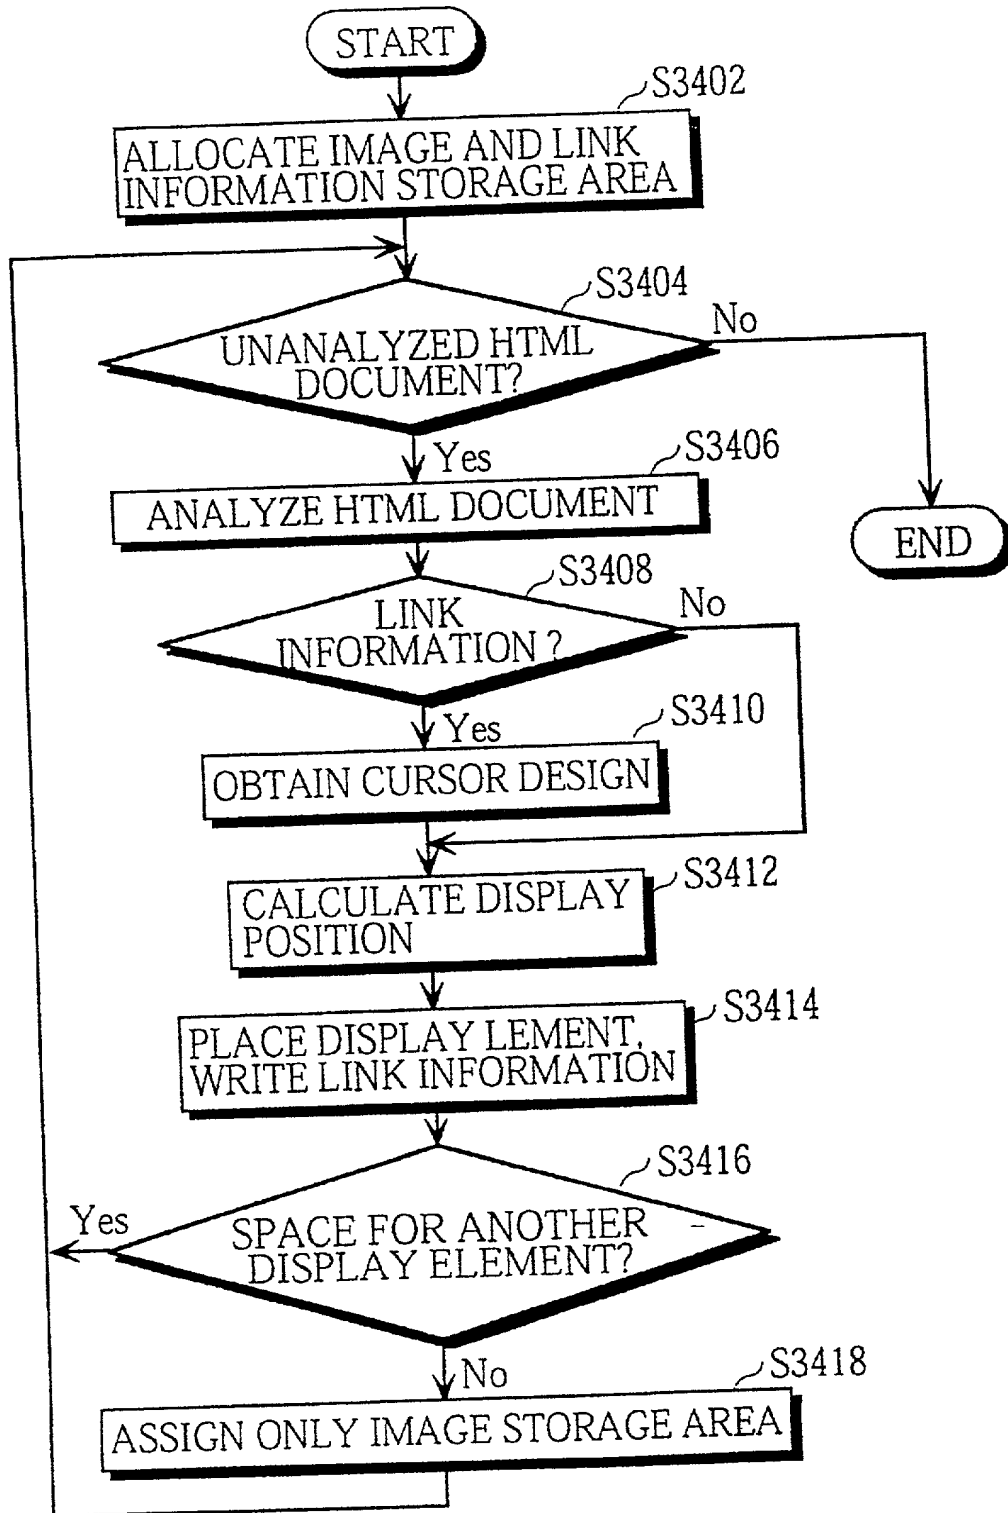 START
S3402
ALLOCATE IMAGE AND LINK
INFORMATION STORAGE AREA
S3404
No
UNANALYZED HTML
DOCUMENT?
Yes
S3406
ANALYZE HTML DOCUMENT
END
S3408
No
LINK
INFORMATION ?
Yes
S3410
OBTAIN CURSOR DESIGN
S3412
CALCULATE DISPLAY
POSITION
S3414
PLACE DISPLAY LEMENT,
WRITE LINK INFORMATION
S3416
Yes
SPACE FOR ANOTHER
DISPLAY ELEMENT?
No
S3418
ASSIGN ONLY IMAGE STORAGE AREA